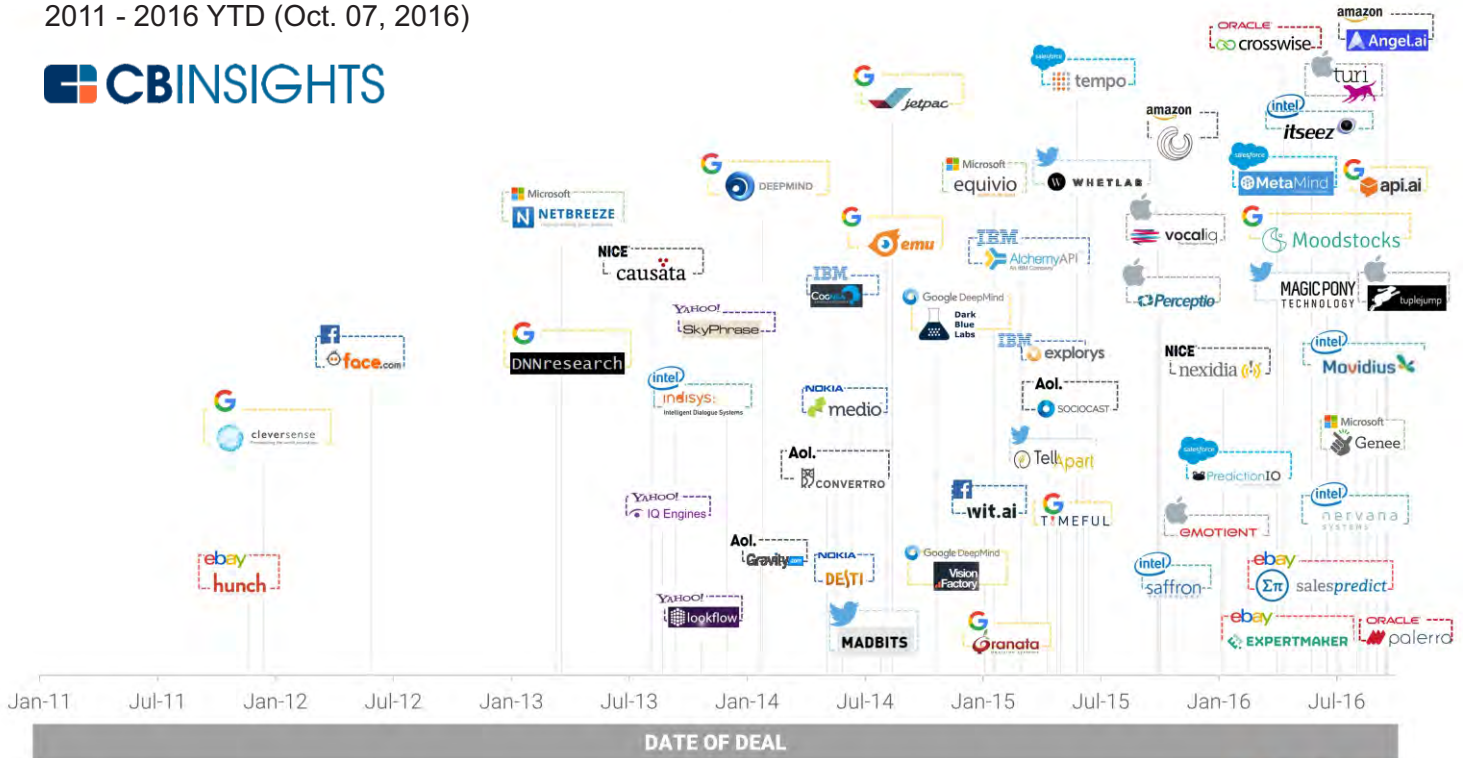 2011 - 2016 YTD (Oct. 07, 2016)
CBINSIGHTS
ORACLE
crosswise
amazon
Angel.ai
salesforce
tempo
jetpac
turi
amazon
intel
itseez
Microsoft
NETBREEZE
DEEPMIND
Microsoft
equivio
WHETLAB
salesforce
MetaMind
api.ai
NICE
causata
emu
IBM
AlchemyAPI
An IBM Company
vocaliq
Moodstocks
IBM
Cognea
YAHOO!
SkyPhrase
Google DeepMind
Dark
Blue
Labs
Perceptio
MAGIC PONY
TECHNOLOGY
tuplejump
face.com
DNNresearch
IBM
explorys
NICE
nexidia
intel
Movidius
intel
indisys:
Intelligent Dialogue Systems
NOKIA
medio
Aol.
SOCIOCAST
cleversense
Microsoft
Genee
Aol.
CONVERTRO
TellApart
salesforce
PredictionIO
YAHOO!
IQ Engines
wit.ai
TIMEFUL
EMOTIENT
intel
nervana
SYSTEMS
ebay
hunch
Aol.
Gravity.com
NOKIA
DESTI
Google DeepMind
Vision
Factory
intel
saffron
ebay
Σπ salespredict
YAHOO!
lookflow
MADBITS
Granata
ebay
EXPERTMAKER
ORACLE
palerra
Jan-11 Jul-11 Jan-12 Jul-12 Jan-13 Jul-13 Jan-14 Jul-14 Jan-15 Jul-15 Jan-16 Jul-16
DATE OF DEAL